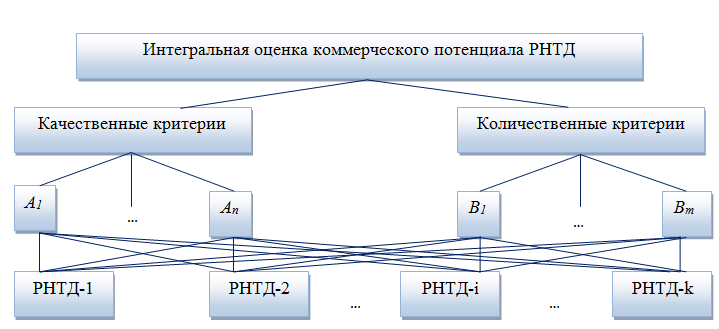 Интегральная оценка коммерческого потенциала РНТД
Качественные критерии Количественные критерии
A1 ... An B1 ... Bm
РНТД-1 РНТД-2 ... РНТД-i ... РНТД-k